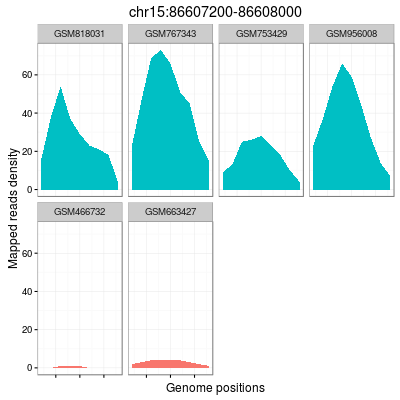 chr15:86607200-86608000
GSM818031 GSM767343 GSM753429 GSM956008
60
40
20
0
GSM466732 GSM663427
60
40
20
0
Mapped reads density
Genome positions